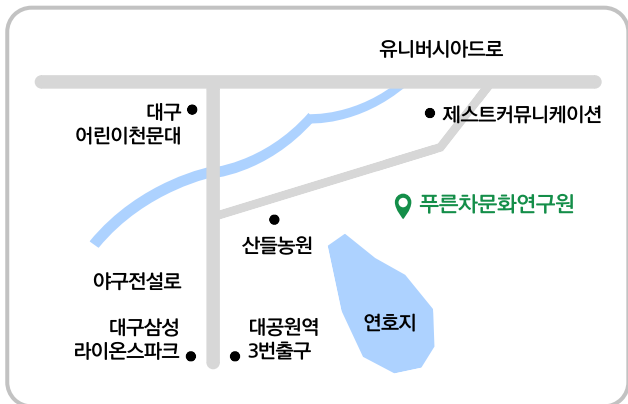 유니버시아드로
대구
어린이천문대
제스트커뮤니케이션
푸른차문화연구원
산들농원
야구전설로
대구삼성
라이온스파크
대공원역
3번출구
연호지